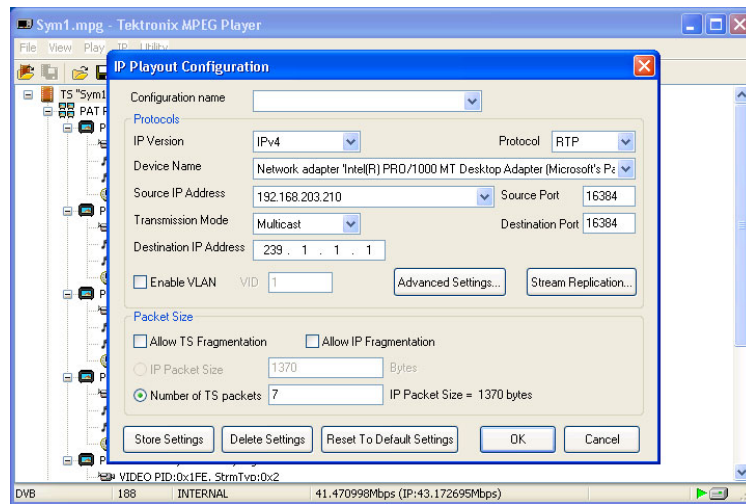 Sym1.mpg - Tektronix MPEG Player
File View Play IP Utility
IP Playout Configuration
TS "Sym1
PAT P
P
P
P
P
P
Configuration name
Protocols
IP Version IPv4 Protocol RTP
Device Name Network adapter 'Intel(R) PRO/1000 MT Desktop Adapter (Microsoft's Pa
Source IP Address 192.168.203.210 Source Port 16384
Transmission Mode Multicast Destination Port 16384
Destination IP Address 239 . 1 . 1 . 1
Enable VLAN VID 1 Advanced Settings... Stream Replication...
Packet Size
Allow TS Fragmentation Allow IP Fragmentation
IP Packet Size 1370 Bytes
Number of TS packets 7 IP Packet Size = 1370 bytes
Store Settings Delete Settings Reset To Default Settings OK Cancel
VIDEO PID:0x1FE, StrmTyp:0x2
DVB 188 INTERNAL 41.470998Mbps (IP:43.172695Mbps)